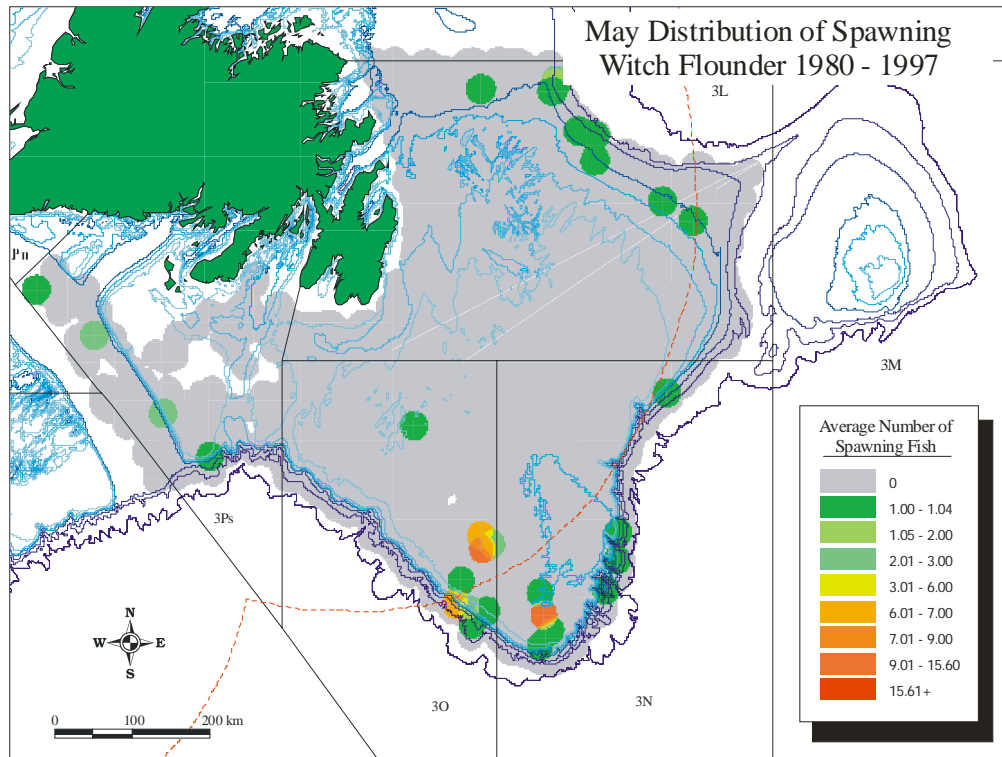 May Distribution of Spawning
Witch Flounder 1980 - 1997
3L
3M
3Ps
3O
3N
Average Number of
Spawning Fish
0
1.00 - 1.04
1.05 - 2.00
2.01 - 3.00
3.01 - 6.00
6.01 - 7.00
7.01 - 9.00
9.01 - 15.60
15.61+
N
W E
S
0 100 200 km